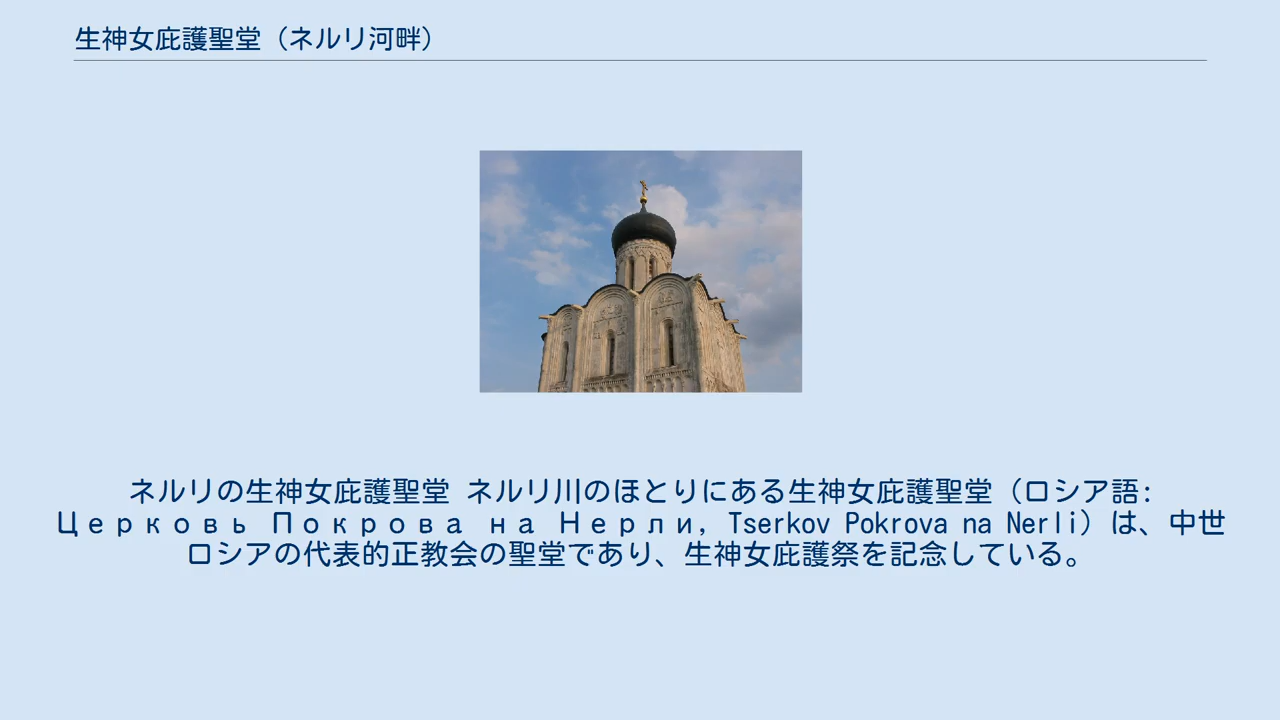 生神女庇護聖堂（ネルリ河畔）
ネルリの生神女庇護聖堂 ネルリ川のほとりにある生神女庇護聖堂（ロシア語:
Церковь Покрова на Нерли, Tserkov Pokrova na Nerli）は、中世
ロシアの代表的正教会の聖堂であり、生神女庇護祭を記念している。